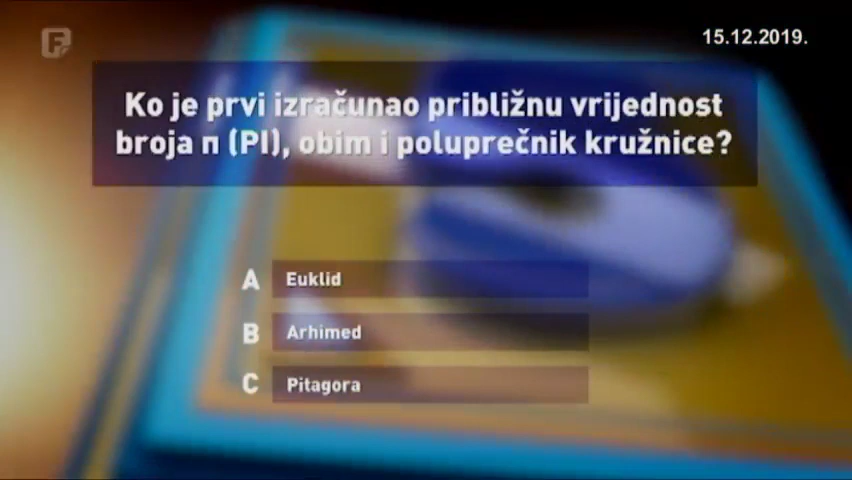 F
15.12.2019.
Ko je prvi izračunao približnu vrijednost
broja п (PI), obim i poluprečnik kružnice?
A Euklid
B Arhimed
C Pitagora